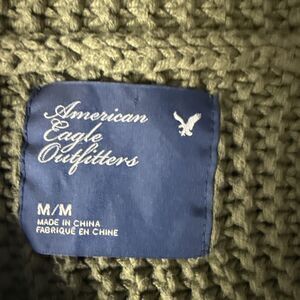 American
Eagle
Outfitters
M/M
MADE IN CHINA
FABRIQUÉ EN CHINE